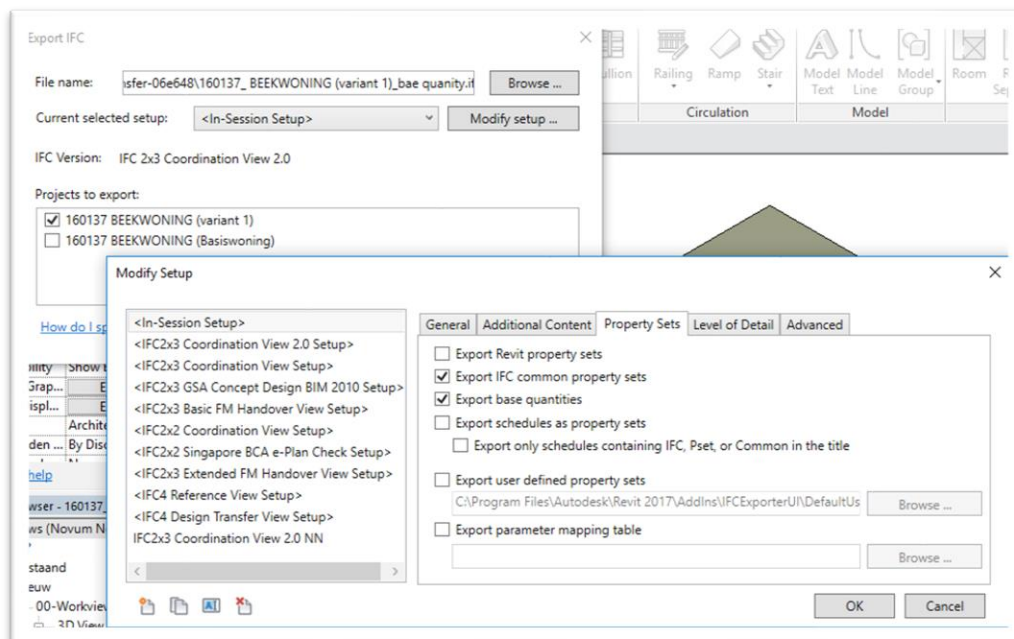 Export IFC
File name: sfer-06e648\160137_ BEEKWONING (variant 1)_bae quanity.if Browse ...
Current selected setup: <In-Session Setup> Modify setup ...
IFC Version: IFC 2x3 Coordination View 2.0
Projects to export:
160137 BEEKWONING (variant 1)
160137 BEEKWONING (Basiswoning)
How do I sp
Railing Ramp Stair Model Text Model Line Model Group Room
Circulation Model
Modify Setup
<In-Session Setup>
<IFC2x3 Coordination View 2.0 Setup>
<IFC2x3 Coordination View Setup>
<IFC2x3 GSA Concept Design BIM 2010 Setup>
<IFC2x3 Basic FM Handover View Setup>
<IFC2x2 Coordination View Setup>
<IFC2x2 Singapore BCA e-Plan Check Setup>
<IFC2x3 Extended FM Handover View Setup>
<IFC4 Reference View Setup>
<IFC4 Design Transfer View Setup>
IFC2x3 Coordination View 2.0 NN
General Additional Content Property Sets Level of Detail Advanced
Export Revit property sets
Export IFC common property sets
Export base quantities
Export schedules as property sets
Export only schedules containing IFC, Pset, or Common in the title
Export user defined property sets
C:\Program Files\Autodesk\Revit 2017\AddIns\IFCExporterUI\DefaultUs Browse ...
Export parameter mapping table
Browse ...
OK Cancel
Grap... E
ispl... E
Archite
den ... By Disc
help
wser - 160137_
ws (Novum N
staand
euw
00-Workview
3D View